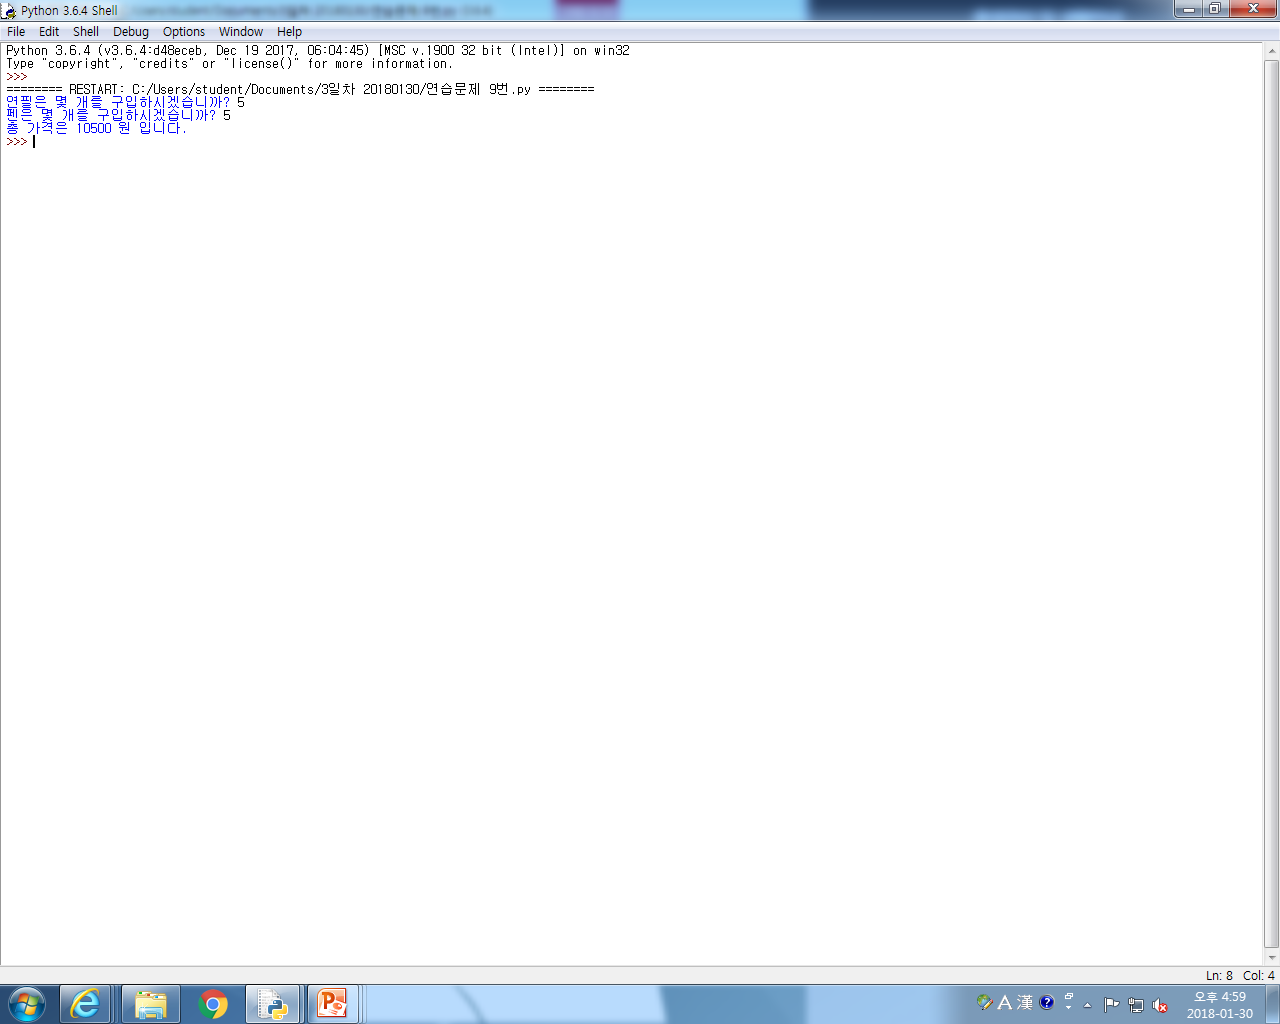 Python 3.6.4 Shell
File Edit Shell Debug Options Window Help
Python 3.6.4 (v3.6.4:d48eceb, Dec 19 2017, 06:04:45) [MSC v.1900 32 bit (Intel)] on win32
Type "copyright", "credits" or "license()" for more information.
>>>
======== RESTART: C:/Users/student/Documents/3일차 20180130/연습문제 9번.py ========
연필은 몇 개를 구입하시겠습니까? 5
펜은 몇 개를 구입하시겠습니까? 5
총 가격은 10500 원 입니다.
>>>
Ln: 8 Col: 4
A 漢 ?
오후 4:59
2018-01-30